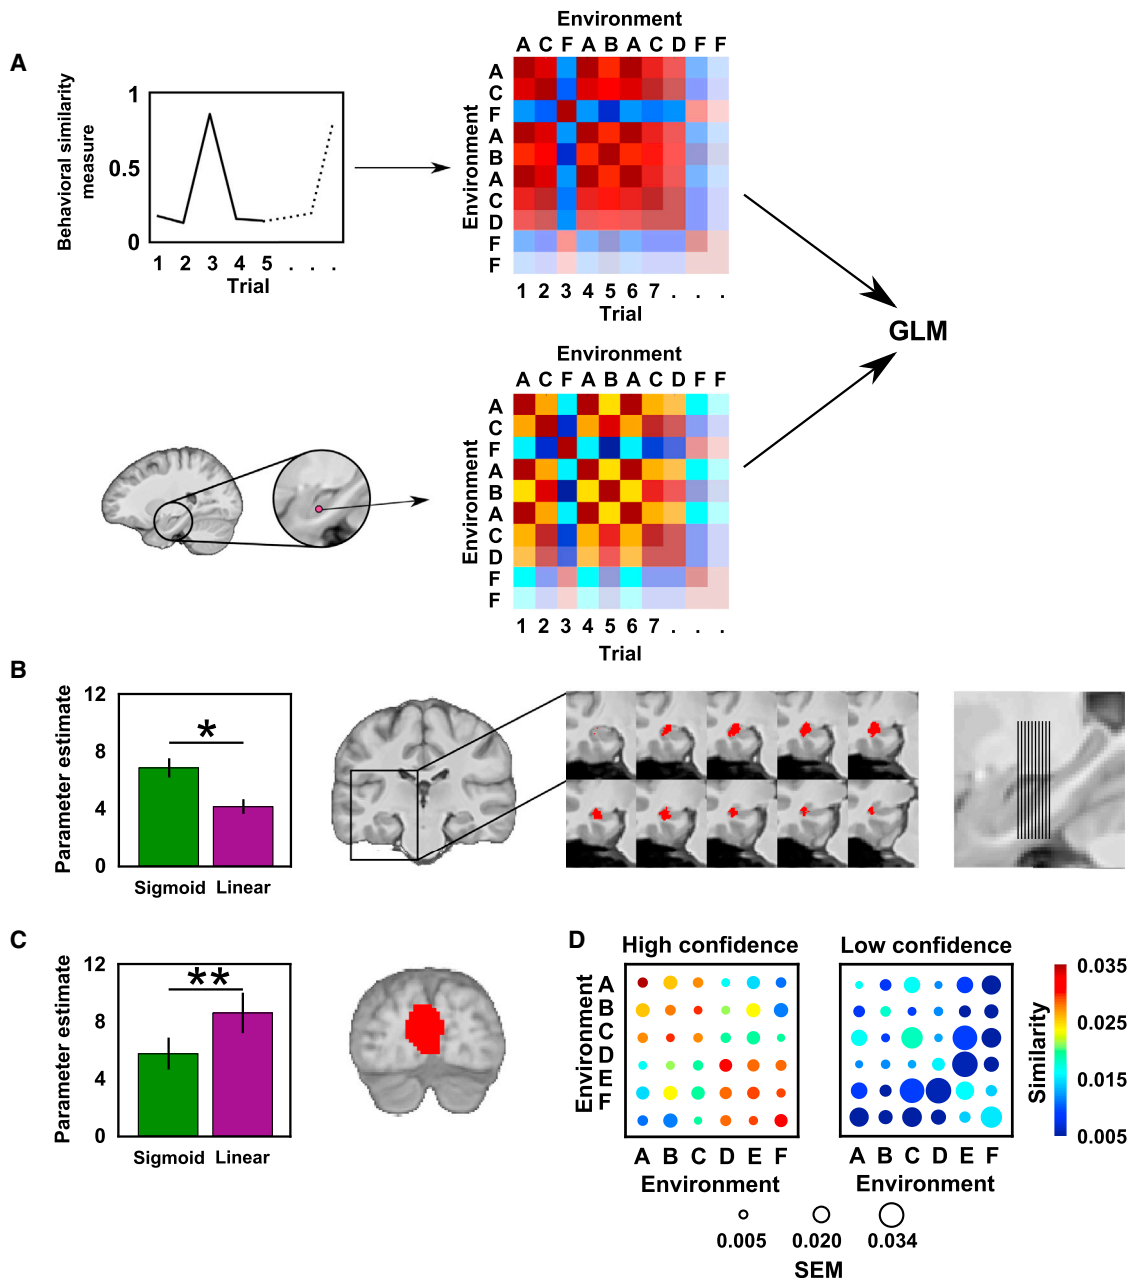 A
Behavioral similarity
measure
1
0.5
0
1 2 3 4 5 . . .
Trial
Environment
A C F A B A C D F F
Environment
A
C
F
A
B
A
C
D
F
F
1 2 3 4 5 6 7 . . .
Trial
GLM
Environment
A C F A B A C D F F
Environment
A
C
F
A
B
A
C
D
F
F
1 2 3 4 5 6 7 . . .
Trial
B
Parameter estimate
12
8
4
0
*
Sigmoid Linear
C
Parameter estimate
12
8
4
0
**
Sigmoid Linear
D
High confidence
Low confidence
Environment
A
B
C
D
E
F
A B C D E F
Environment
A B C D E F
Environment
Similarity
0.035
0.025
0.015
0.005
0.005 0.020 0.034
SEM